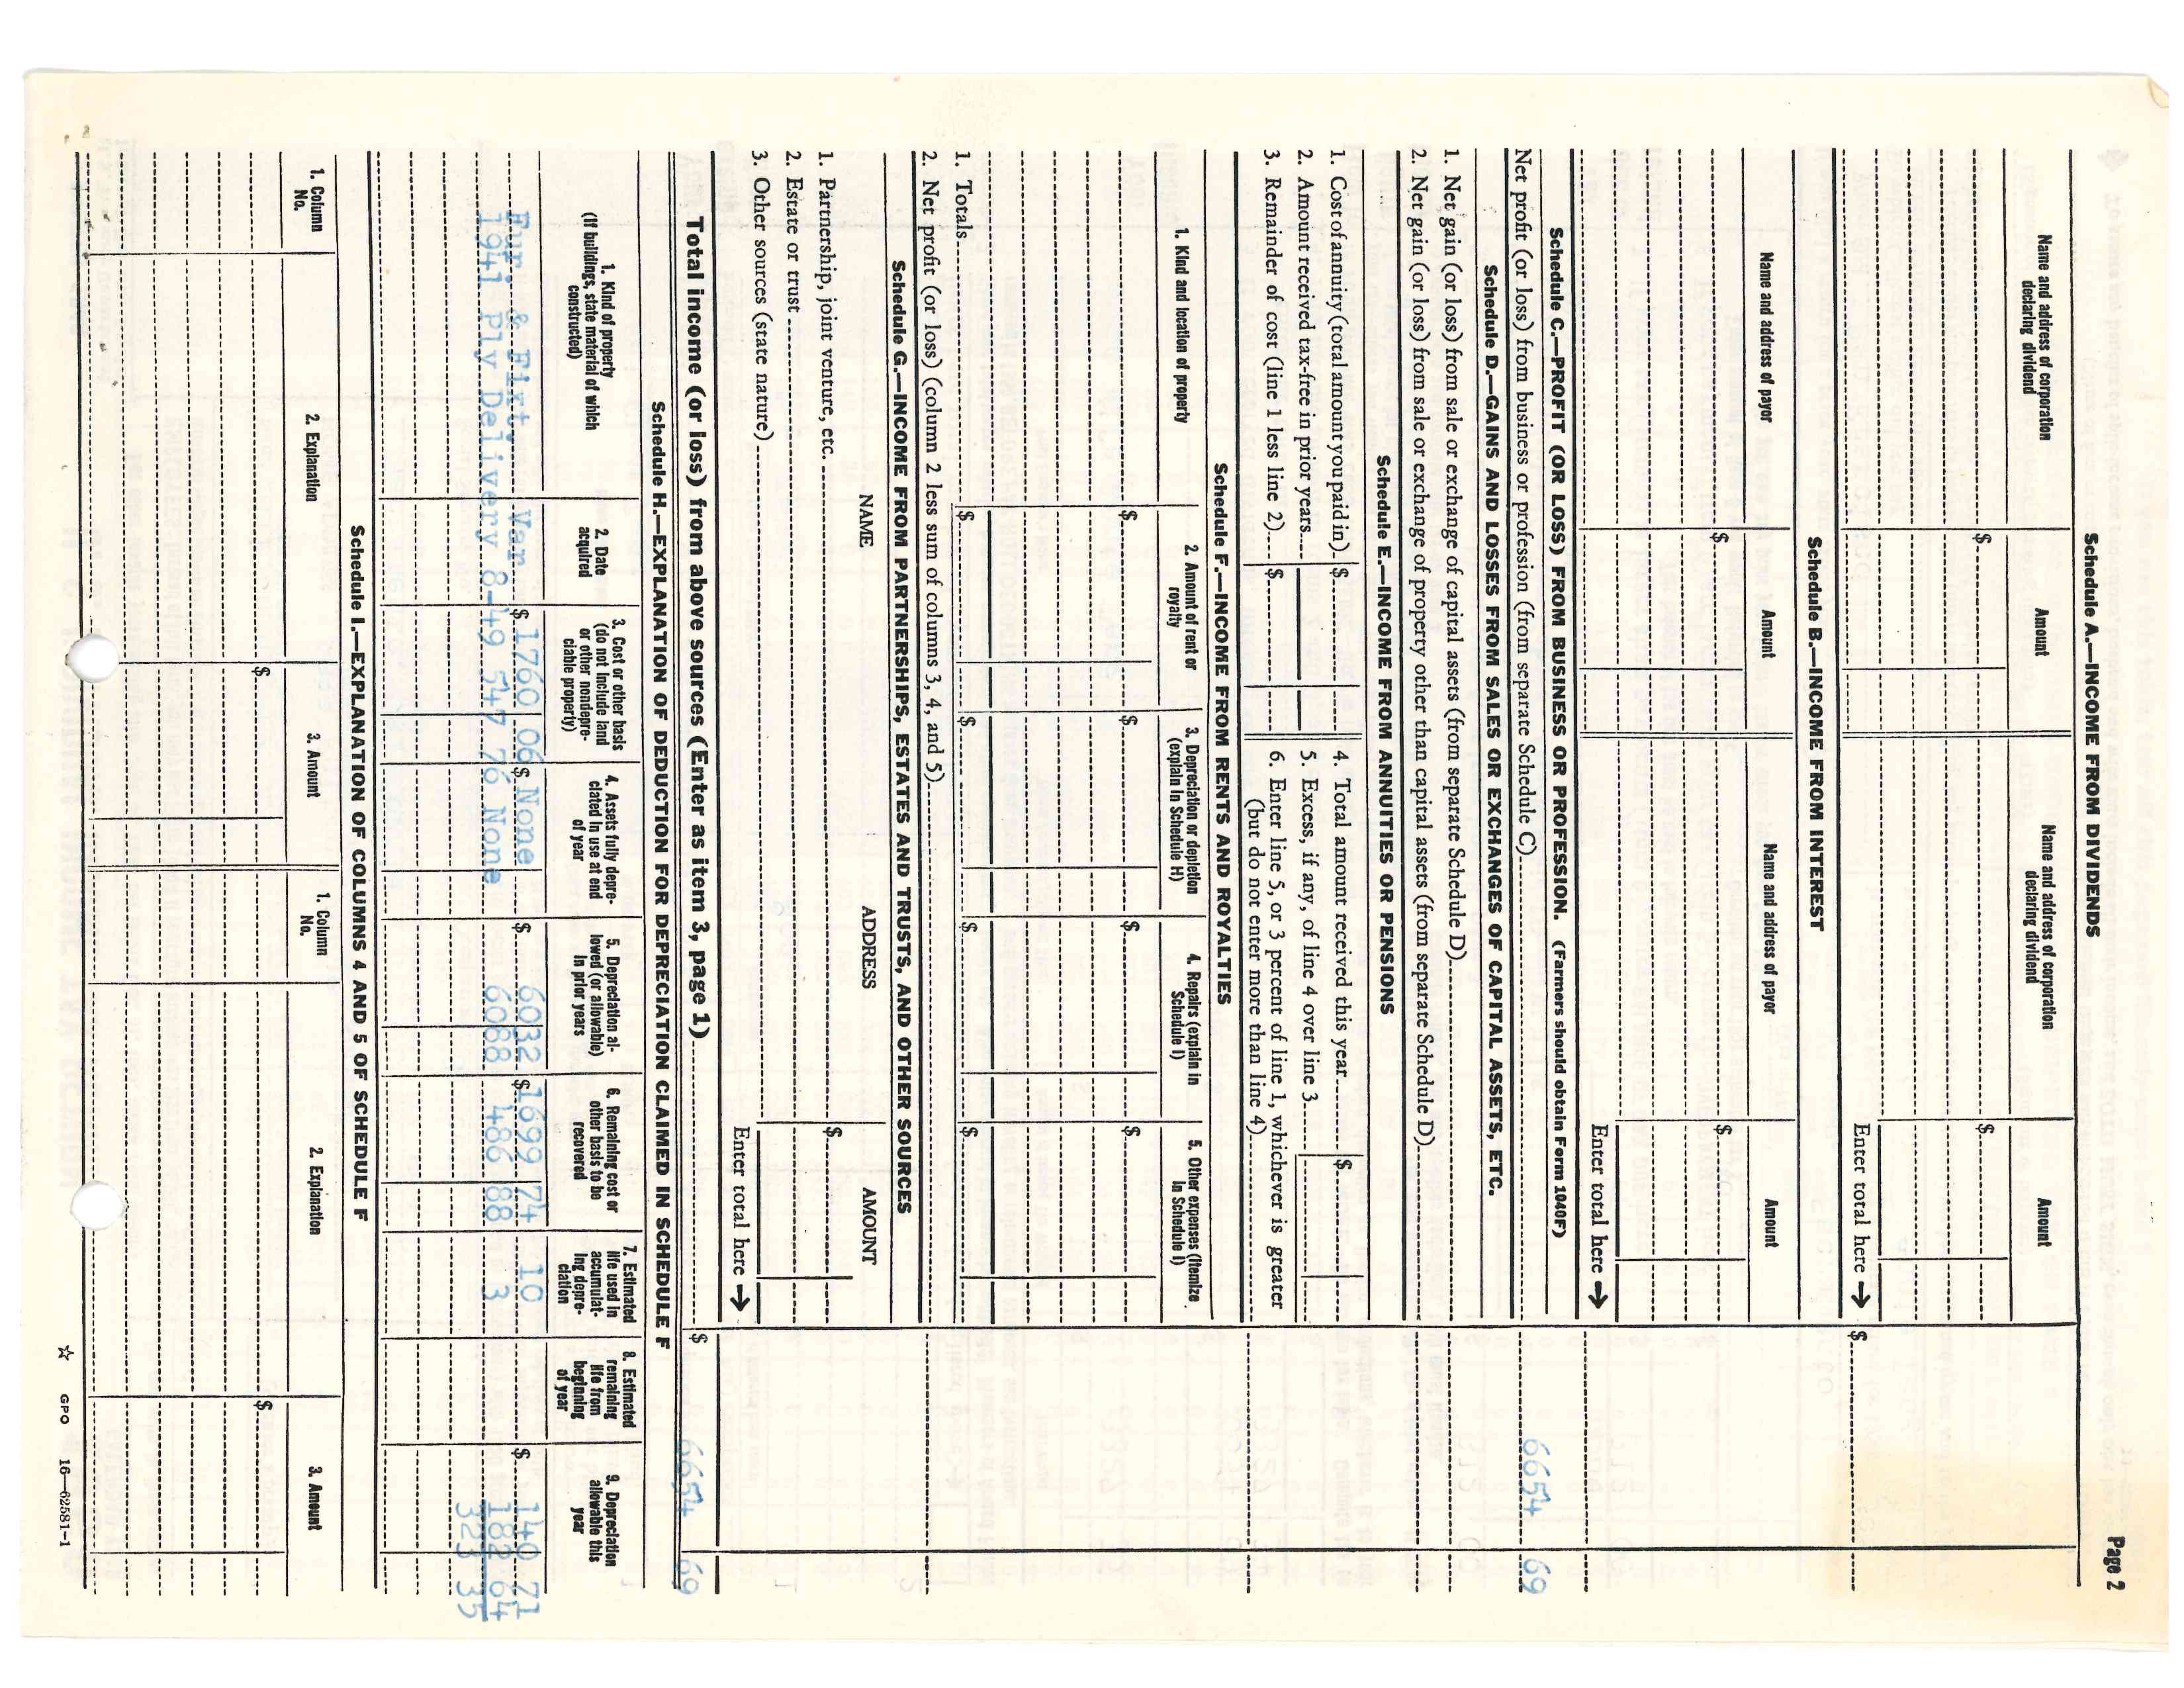 Page 2
Schedule A.—INCOME FROM DIVIDENDS
Name and address of corporation declaring dividend Amount Name and address of corporation declaring dividend Amount
$ $
Enter total here → $
Schedule B.—INCOME FROM INTEREST
Name and address of payor Amount Name and address of payor Amount
$ $
Enter total here →
Schedule C.—PROFIT (OR LOSS) FROM BUSINESS OR PROFESSION. (Farmers should obtain Form 1040F)
Net profit (or loss) from business or profession (from separate Schedule C) 6654 69
Schedule D.—GAINS AND LOSSES FROM SALES OR EXCHANGES OF CAPITAL ASSETS, ETC.
1. Net gain (or loss) from sale or exchange of capital assets (from separate Schedule D)
2. Net gain (or loss) from sale or exchange of property other than capital assets (from separate Schedule D)
Schedule E.—INCOME FROM ANNUITIES OR PENSIONS
1. Cost of annuity (total amount you paid in) $ 4. Total amount received this year $
2. Amount received tax-free in prior years 5. Excess, if any, of line 4 over line 3
3. Remainder of cost (line 1 less line 2) $ 6. Enter line 5, or 3 percent of line 1, whichever is greater
(but do not enter more than line 4)
Schedule F.—INCOME FROM RENTS AND ROYALTIES
1. Kind and location of property 2. Amount of rent or royalty 3. Depreciation or depletion (explain in Schedule H) 4. Repairs (explain in Schedule I) 5. Other expenses (itemize in Schedule I)
$ $ $ $
1. Totals $ $ $ $
2. Net profit (or loss) (column 2 less sum of columns 3, 4, and 5)
Schedule G.—INCOME FROM PARTNERSHIPS, ESTATES AND TRUSTS, AND OTHER SOURCES
NAME ADDRESS AMOUNT
1. Partnership, joint venture, etc. $
2. Estate or trust
3. Other sources (state nature)
Enter total here →
Total income (or loss) from above sources (Enter as item 3, page 1) $ 6654 69
Schedule H.—EXPLANATION OF DEDUCTION FOR DEPRECIATION CLAIMED IN SCHEDULE F
1. Kind of property (If buildings, state material of which constructed) 2. Date acquired 3. Cost or other basis (do not include land or other nondepreciable property) 4. Assets fully depreciated in use at end of year 5. Depreciation allowed (or allowable) in prior years 6. Remaining cost or other basis to be recovered 7. Estimated life used in accumulating depreciation 8. Estimated remaining life from beginning of year 9. Depreciation allowable this year
Fur. & Fixt. Var $ 1760 06 $ None $ 6032 $ 1699 74 10 $ 140 71
1941 Ply Delivery 8-49 547 76 None 6088 486 88 3 182 64
323 35
Schedule I.—EXPLANATION OF COLUMNS 4 AND 5 OF SCHEDULE F
1. Column No. 2. Explanation 3. Amount 1. Column No. 2. Explanation 3. Amount
$ $
☆ GPO 16—62581-1